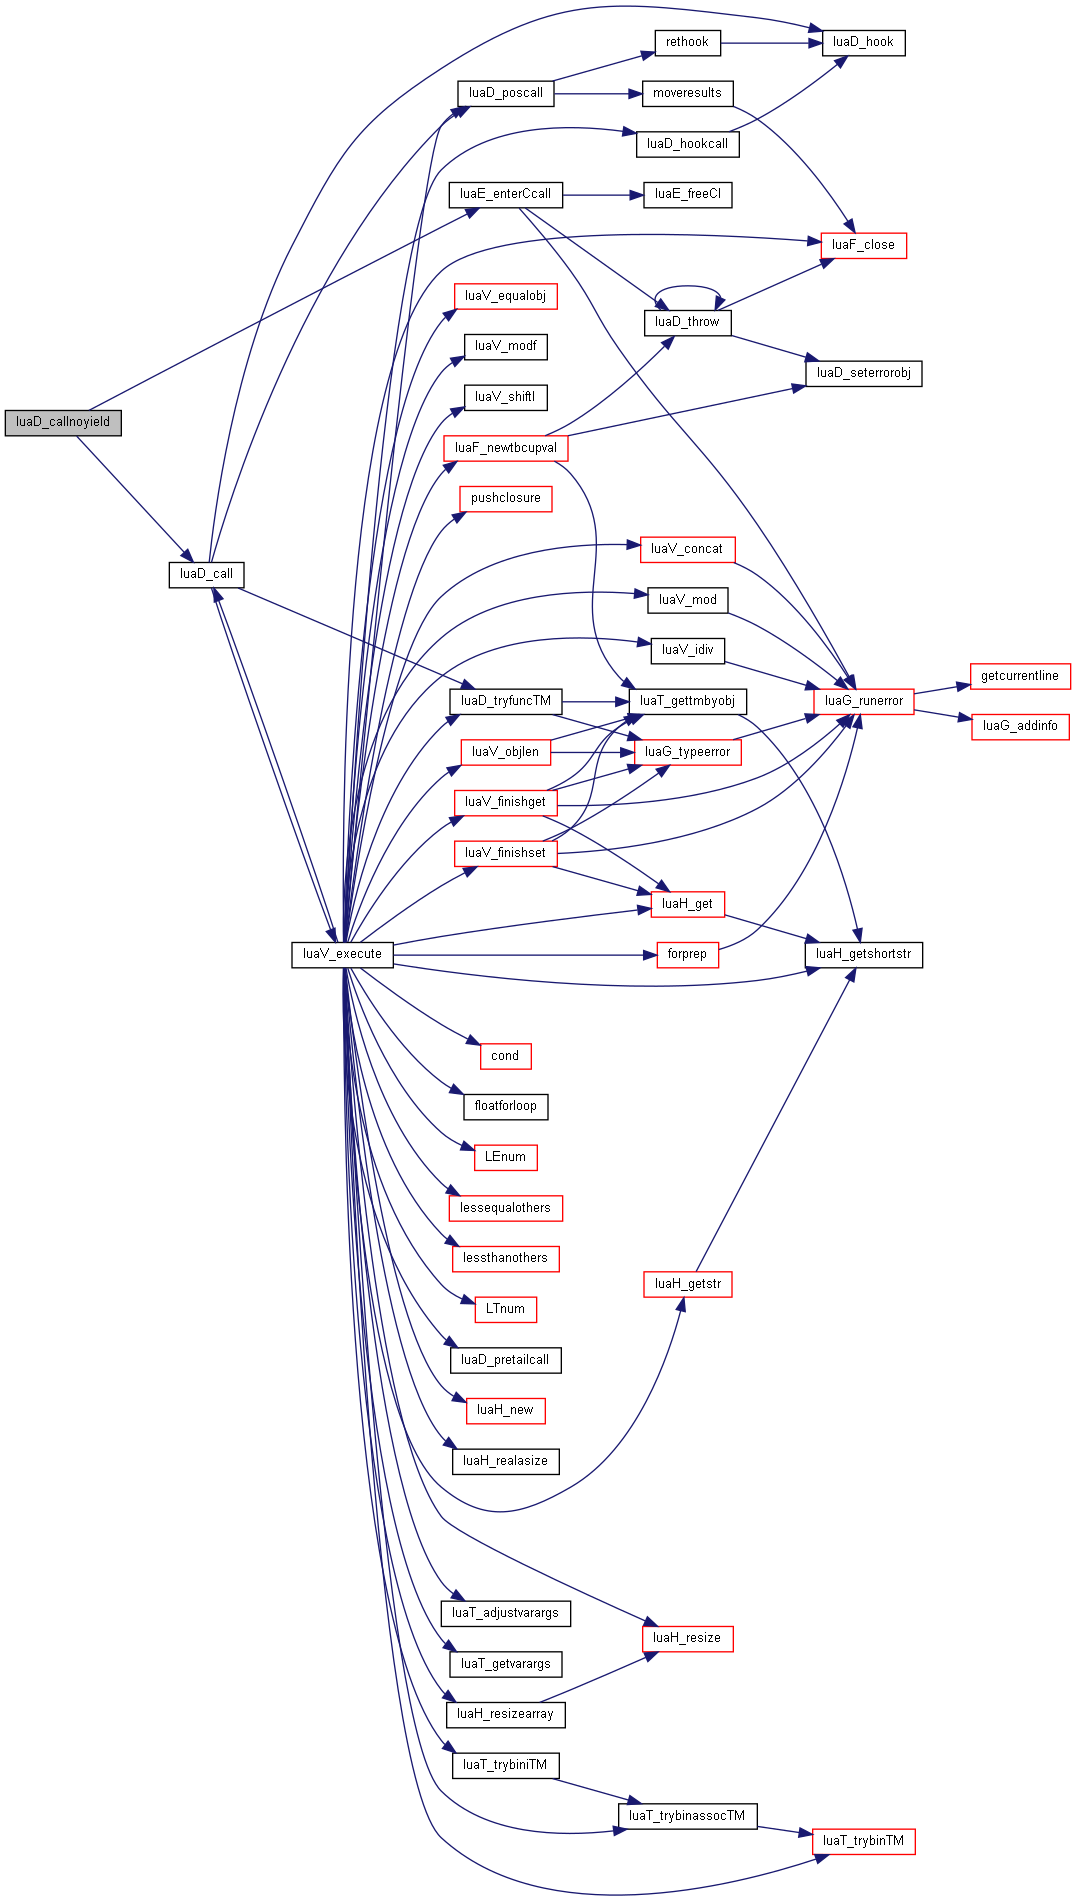 rethook
luaD_hook
luaD_poscall
moveresults
luaD_hookcall
luaE_enterCcall
luaE_freeCI
luaF_close
luaV_equalobj
luaD_throw
luaV_modf
luaD_seterrorobj
luaV_shiftl
luaD_callnoyield
luaF_newtbcupval
pushclosure
luaV_concat
luaD_call
luaV_mod
luaV_idiv
getcurrentline
luaD_tryfuncTM
luaT_gettmbyobj
luaG_runerror
luaG_addinfo
luaV_objlen
luaG_typeerror
luaV_finishget
luaV_finishset
luaH_get
luaV_execute
forprep
luaH_getshortstr
cond
floatforloop
LEnum
lessequalothers
lessthanothers
luaH_getstr
LTnum
luaD_pretailcall
luaH_new
luaH_realasize
luaT_adjustvarargs
luaH_resize
luaT_getvarargs
luaH_resizearray
luaT_trybiniTM
luaT_trybinassocTM
luaT_trybinTM